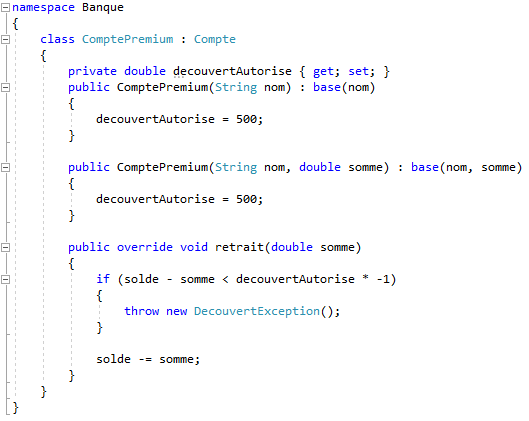 namespace Banque
{
    class ComptePremium : Compte
    {
        private double decouvertAutorise { get; set; }
        public ComptePremium(String nom) : base(nom)
        {
            decouvertAutorise = 500;
        }

        public ComptePremium(String nom, double somme) : base(nom, somme)
        {
            decouvertAutorise = 500;
        }

        public override void retrait(double somme)
        {
            if (solde - somme < decouvertAutorise * -1)
            {
                throw new DecouvertException();
            }

            solde -= somme;
        }
    }
}